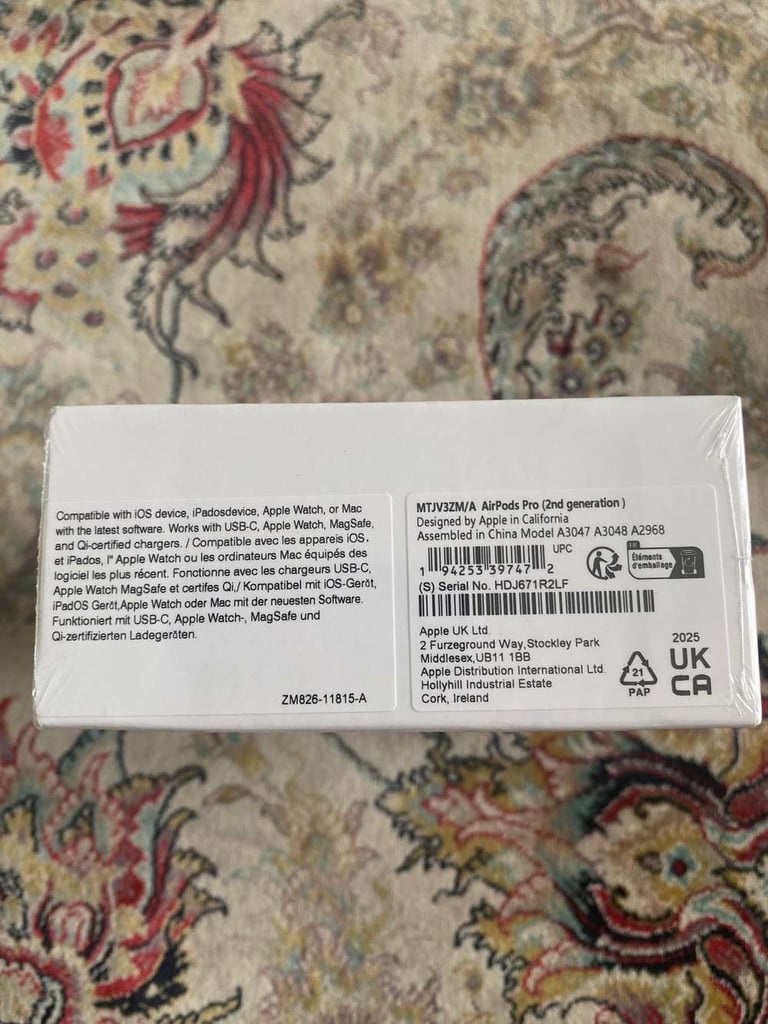 Compatible with iOS device, iPadosdevice, Apple Watch, or Mac
with the latest software. Works with USB-C, Apple Watch, MagSafe,
and Qi-certified chargers. / Compatible avec les appareils iOS,
et iPados, l" Apple Watch ou les ordinateurs Mac équipés des
logiciel les plus récent. Fonctionne avec les chargeurs USB-C,
Apple Watch MagSafe et certifes Qi,/ Kompatibel mit iOS-Geröt,
iPadOS Geröt,Apple Watch oder Mac mit der neuesten Software.
Funktioniert mit USB-C, Apple Watch-, MagSafe und
Qi-zertifizierten Ladegeröten.
ZM826-11815-A
MTJV3ZM/A AirPods Pro (2nd generation )
Designed by Apple in California
Assembled in China Model A3047 A3048 A2968
UPC
1 94253 39747 2
FR
Éléments
d'emballage
(S) Serial No. HDJ671R2LF
Apple UK Ltd.
2 Furzeground Way,Stockley Park
Middlesex,UB11 1BB
Apple Distribution International Ltd.
Hollyhill Industrial Estate
Cork, Ireland
21
PAP
2025
UK
CA